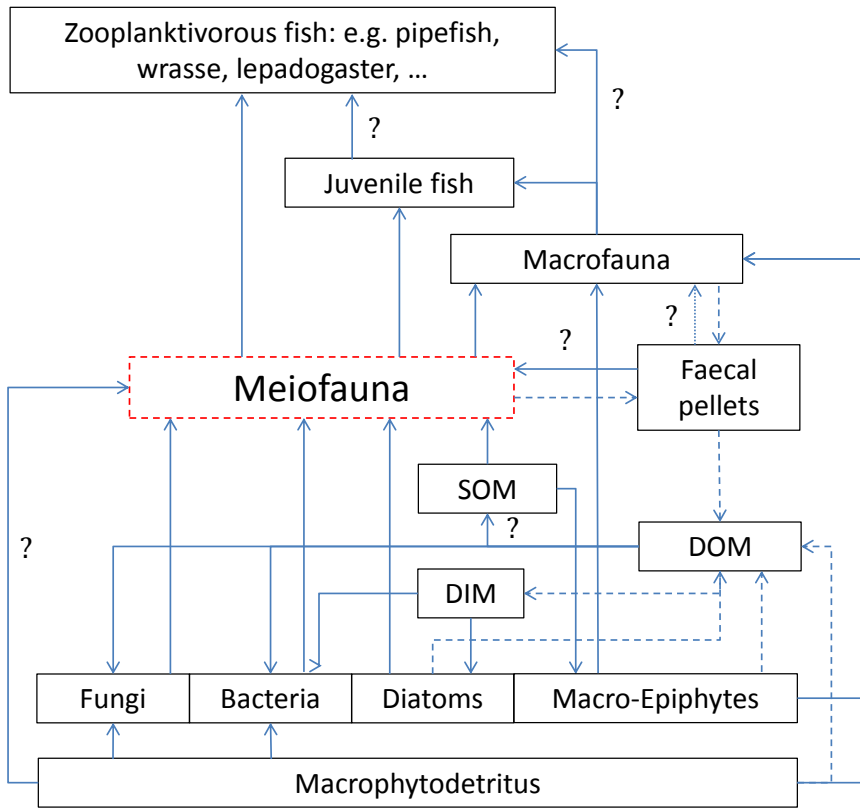 Zooplanktivorous fish: e.g. pipefish,
wrasse, lepadogaster, …
?
?
Juvenile fish
Macrofauna
?
?
Meiofauna
Faecal
pellets
SOM
?
?
DOM
DIM
Fungi
Bacteria
Diatoms
Macro-Epiphytes
Macrophytodetritus